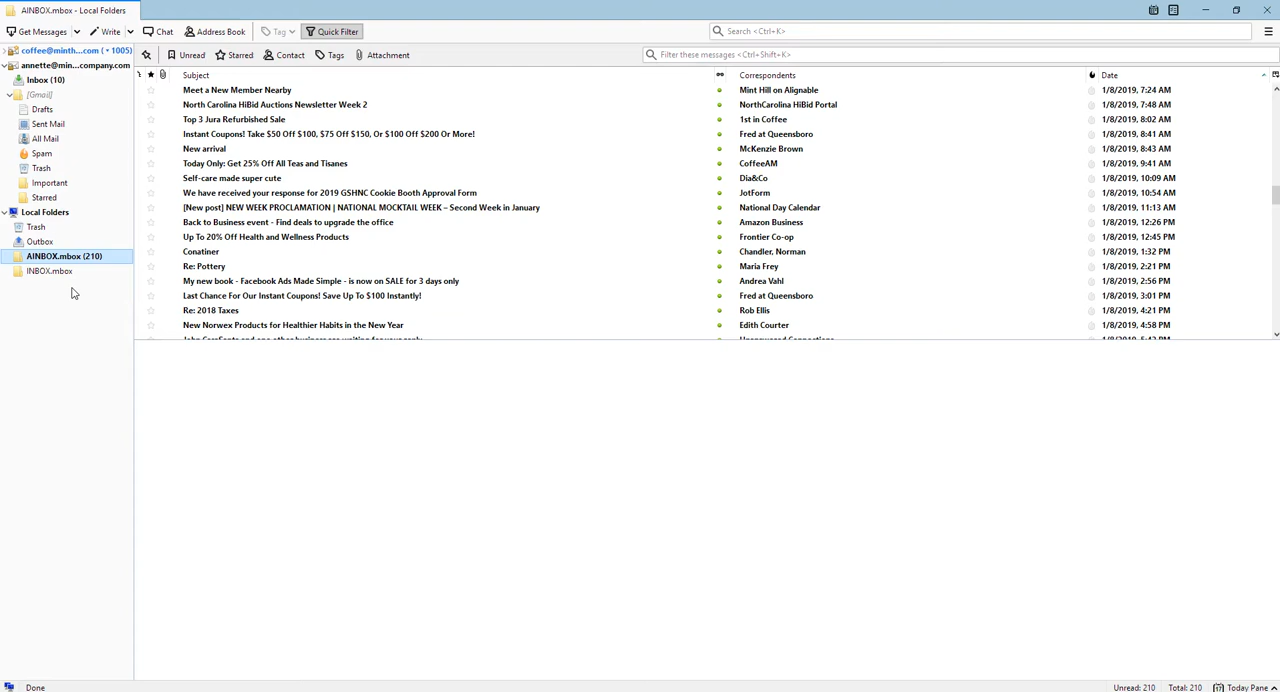 AINBOX.mbox - Local Folders
Get Messages Write Chat Address Book Tag Quick Filter Search <Ctrl+K>
coffee@minth...com ( • 1005)
annette@min...company.com
Inbox (10)
[Gmail]
Drafts
Sent Mail
All Mail
Spam
Trash
Important
Starred
Local Folders
Trash
Outbox
AINBOX.mbox (210)
INBOX.mbox
Unread Starred Contact Tags Attachment Filter these messages <Ctrl+Shift+K>
Subject Correspondents Date
Meet a New Member Nearby Mint Hill on Alignable 1/8/2019, 7:24 AM
North Carolina HiBid Auctions Newsletter Week 2 NorthCarolina HiBid Portal 1/8/2019, 7:48 AM
Top 3 Jura Refurbished Sale 1st in Coffee 1/8/2019, 8:02 AM
Instant Coupons! Take $50 Off $100, $75 Off $150, Or $100 Off $200 Or More! Fred at Queensboro 1/8/2019, 8:41 AM
New arrival McKenzie Brown 1/8/2019, 8:43 AM
Today Only: Get 25% Off All Teas and Tisanes CoffeeAM 1/8/2019, 9:41 AM
Self-care made super cute Dia&Co 1/8/2019, 10:09 AM
We have received your response for 2019 GSHNC Cookie Booth Approval Form JotForm 1/8/2019, 10:54 AM
[New post] NEW WEEK PROCLAMATION | NATIONAL MOCKTAIL WEEK – Second Week in January National Day Calendar 1/8/2019, 11:13 AM
Back to Business event - Find deals to upgrade the office Amazon Business 1/8/2019, 12:26 PM
Up To 20% Off Health and Wellness Products Frontier Co-op 1/8/2019, 12:45 PM
Conatiner Chandler, Norman 1/8/2019, 1:32 PM
Re: Pottery Maria Frey 1/8/2019, 2:21 PM
My new book - Facebook Ads Made Simple - is now on SALE for 3 days only Andrea Vahl 1/8/2019, 2:56 PM
Last Chance For Our Instant Coupons! Save Up To $100 Instantly! Fred at Queensboro 1/8/2019, 3:01 PM
Re: 2018 Taxes Rob Ellis 1/8/2019, 4:21 PM
New Norwex Products for Healthier Habits in the New Year Edith Courter 1/8/2019, 4:58 PM
Done Unread: 210 Total: 210 Today Pane